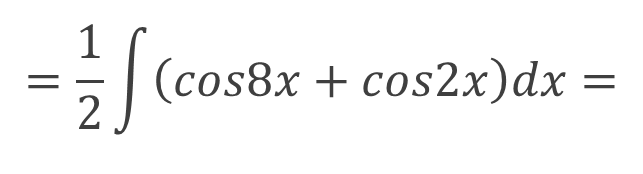 = 1/2 ∫(cos8x + cos2x)dx =